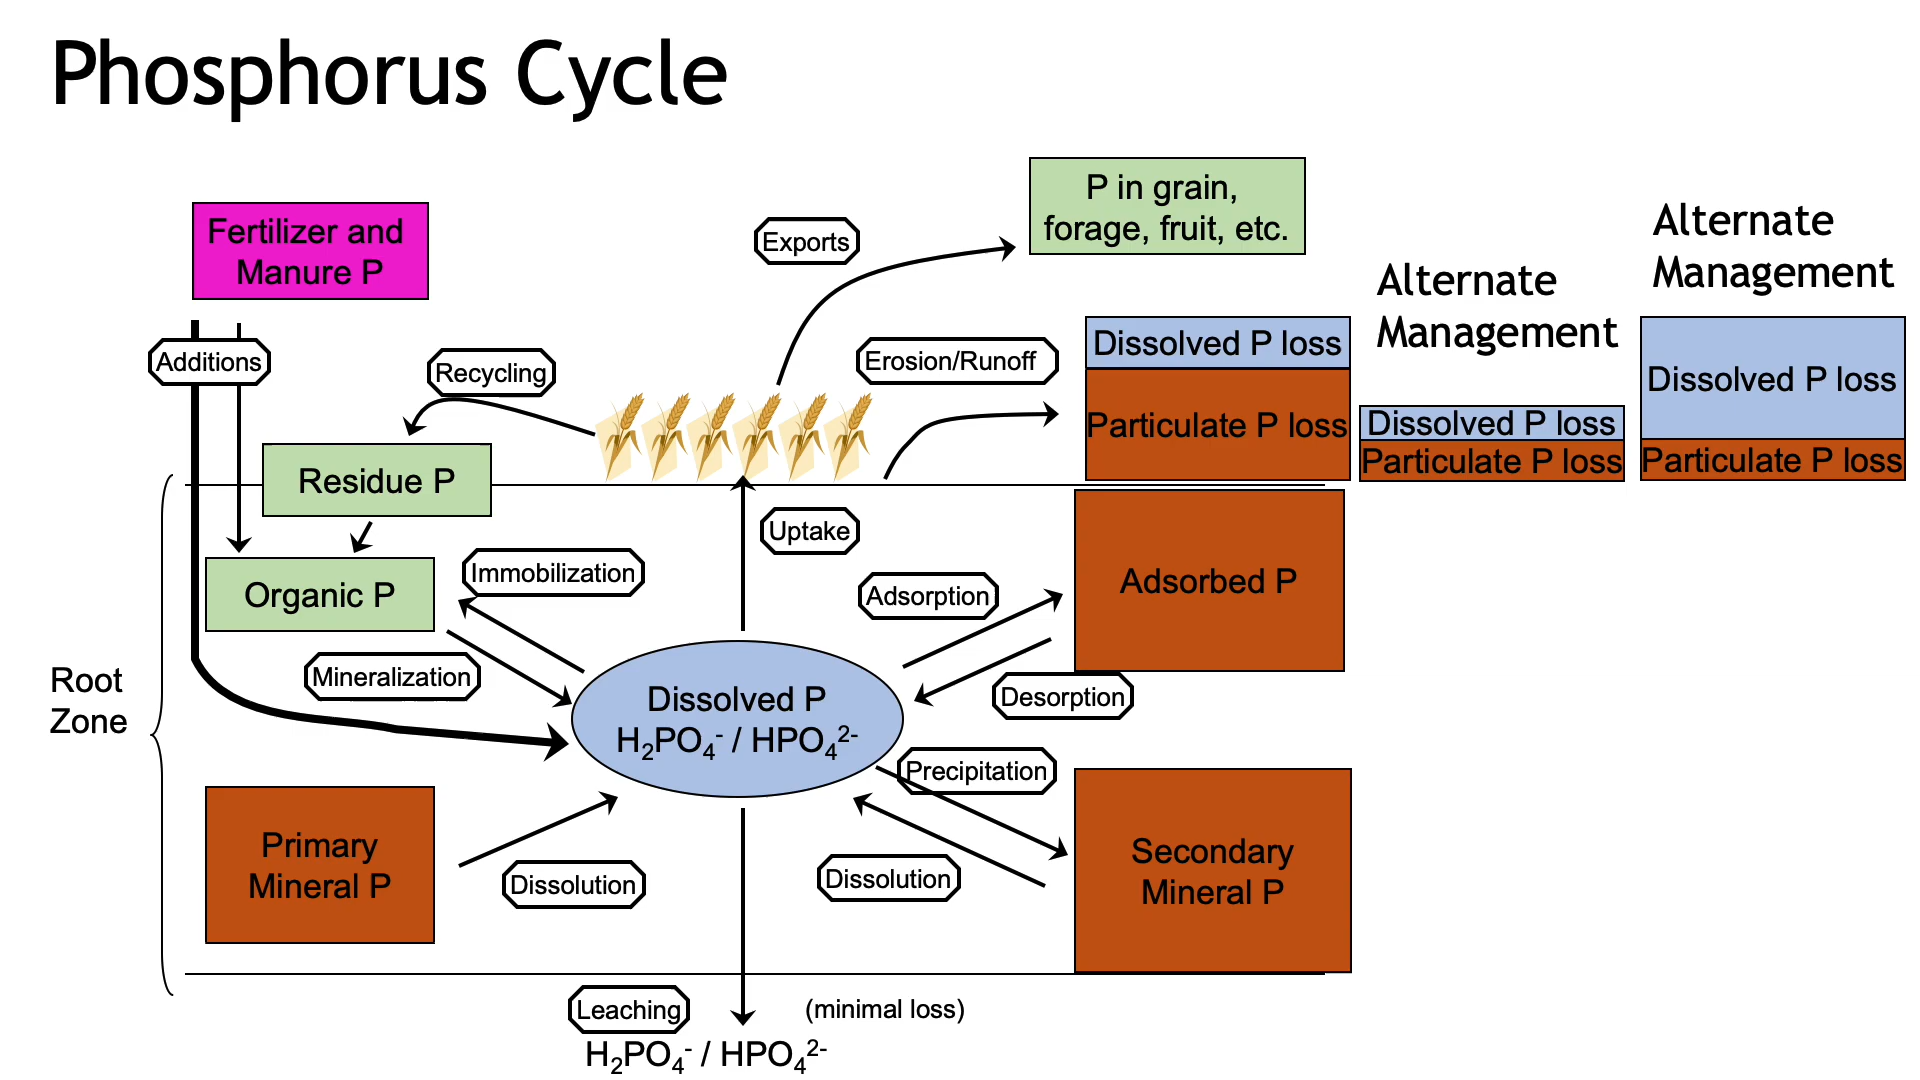 Phosphorus Cycle
Fertilizer and
Manure P
Additions
Recycling
Exports
P in grain,
forage, fruit, etc.
Erosion/Runoff
Dissolved P loss
Particulate P loss
Alternate
Management
Dissolved P loss
Particulate P loss
Alternate
Management
Dissolved P loss
Particulate P loss
Residue P
Uptake
Organic P
Immobilization
Mineralization
Adsorption
Adsorbed P
Desorption
Root
Zone
Dissolved P
H₂PO₄⁻ / HPO₄²⁻
Precipitation
Primary
Mineral P
Dissolution
Dissolution
Secondary
Mineral P
Leaching
(minimal loss)
H₂PO₄⁻ / HPO₄²⁻